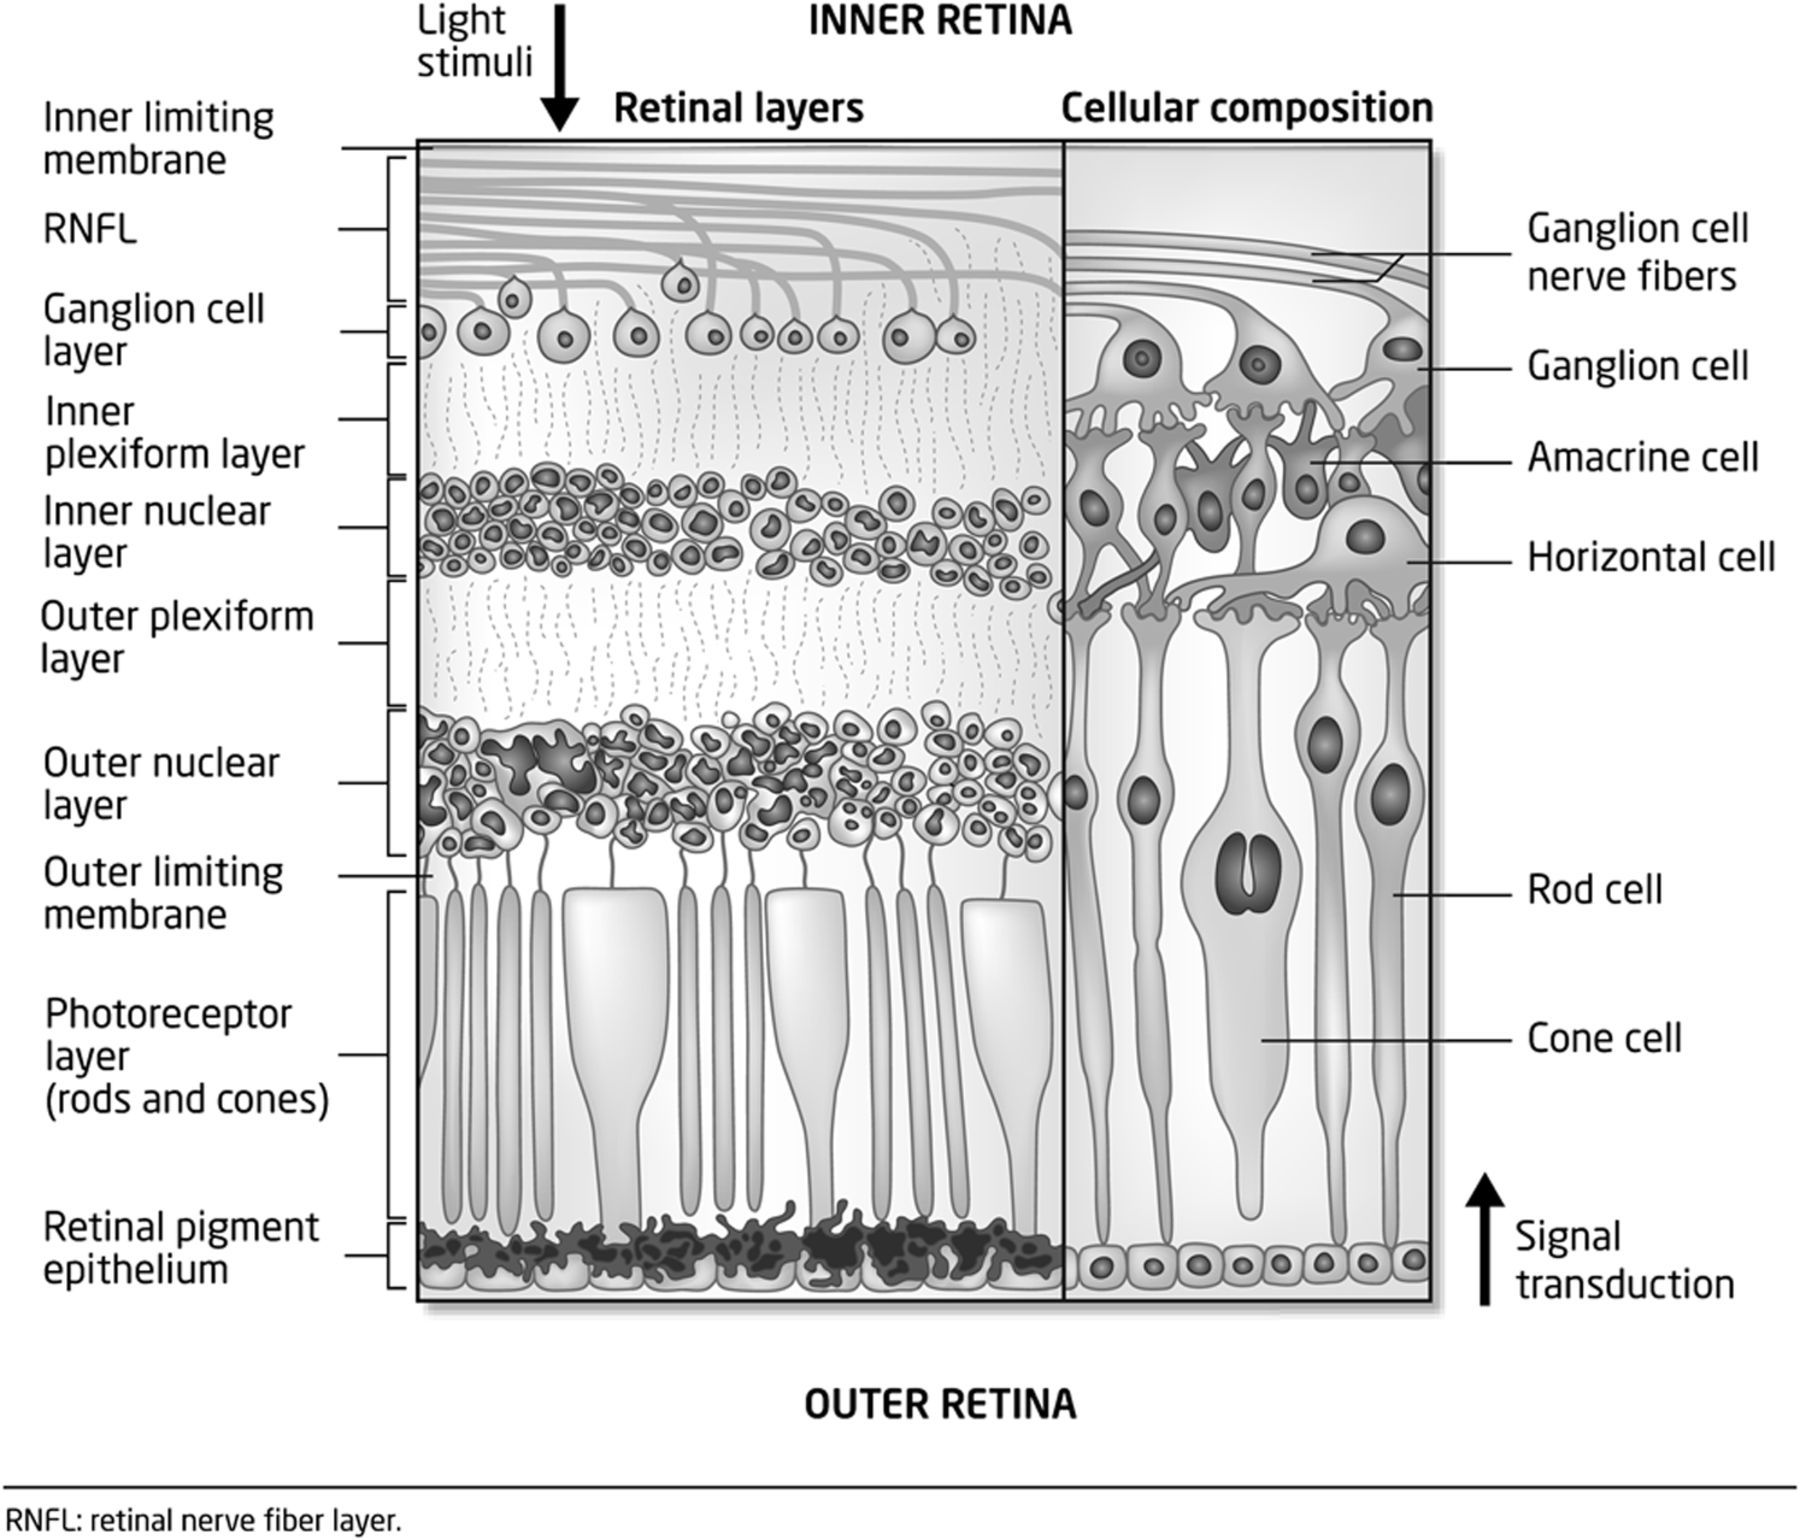 Light
stimuli
INNER RETINA
Retinal layers
Cellular composition
Inner limiting
membrane
RNFL
Ganglion cell
layer
Inner
plexiform layer
Inner nuclear
layer
Outer plexiform
layer
Outer nuclear
layer
Outer limiting
membrane
Photoreceptor
layer
(rods and cones)
Retinal pigment
epithelium
Ganglion cell
nerve fibers
Ganglion cell
Amacrine cell
Horizontal cell
Rod cell
Cone cell
Signal
transduction
OUTER RETINA
RNFL: retinal nerve fiber layer.